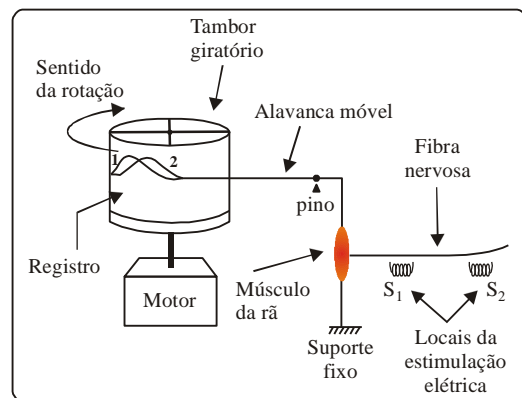 Tambor
giratório
Sentido
da rotação
Alavanca móvel
Fibra
nervosa
1
2
pino
Registro
Motor
Músculo
da rã
S1
S2
Suporte
fixo
Locais da
estimulação
elétrica